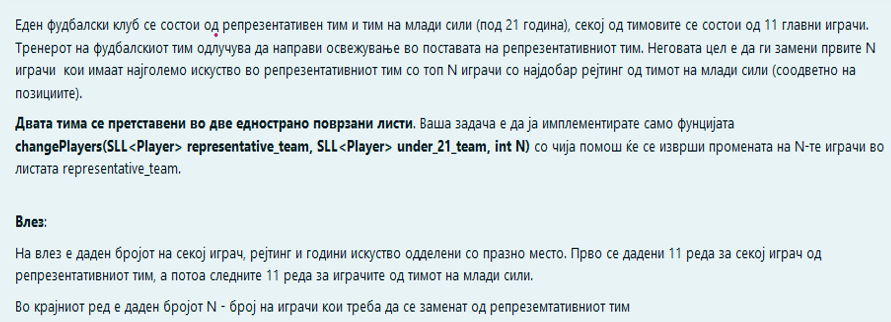 Еден фудбалски клуб се состои од репрезентативен тим и тим на млади сили (под 21 година), секој од тимовите се состои од 11 главни играчи.
Тренерот на фудбалскиот тим одлучува да направи освежување во поставата на репрезентативниот тим. Неговата цел е да ги замени првите N
играчи кои имаат најголемо искуство во репрезентативниот тим со топ N играчи со најдобар рејтинг од тимот на млади сили (соодветно на
позициите).
Двата тима се претставени во две еднострано поврзани листи. Ваша задача е да ја имплементирате само фунцијата
changePlayers(SLL<Player> representative_team, SLL<Player> under_21_team, int N) со чија помош ќе се изврши промената на N-те играчи во
листата representative_team.
Влез:
На влез е даден бројот на секој играч, рејтинг и години искуство одделени со празно место. Прво се дадени 11 реда за секој играч од
репрезентативниот тим, а потоа следните 11 реда за играчите од тимот на млади сили.
Во крајниот ред е даден бројот N - број на играчи кои треба да се заменат од репреземтативниот тим